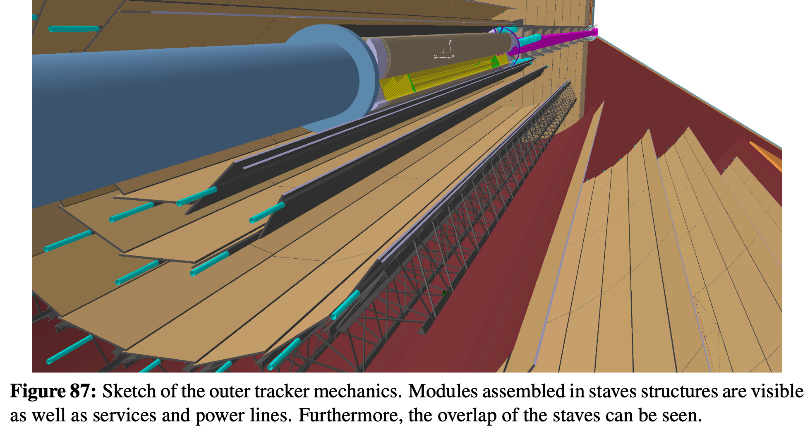 Figure 87: Sketch of the outer tracker mechanics. Modules assembled in staves structures are visible
as well as services and power lines. Furthermore, the overlap of the staves can be seen.